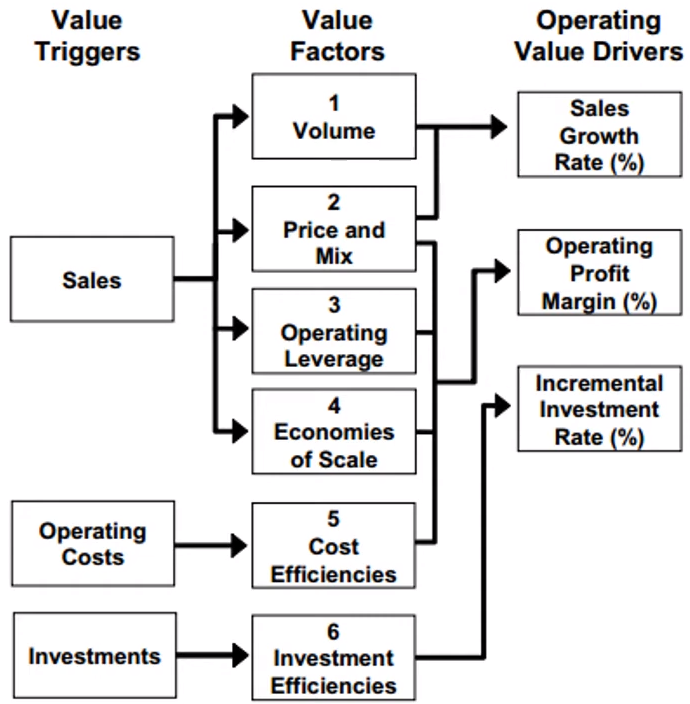 Value
Triggers
Value
Factors
Operating
Value Drivers
Sales
Operating
Costs
Investments
1
Volume
2
Price and
Mix
3
Operating
Leverage
4
Economies
of Scale
5
Cost
Efficiencies
6
Investment
Efficiencies
Sales
Growth
Rate (%)
Operating
Profit
Margin (%)
Incremental
Investment
Rate (%)